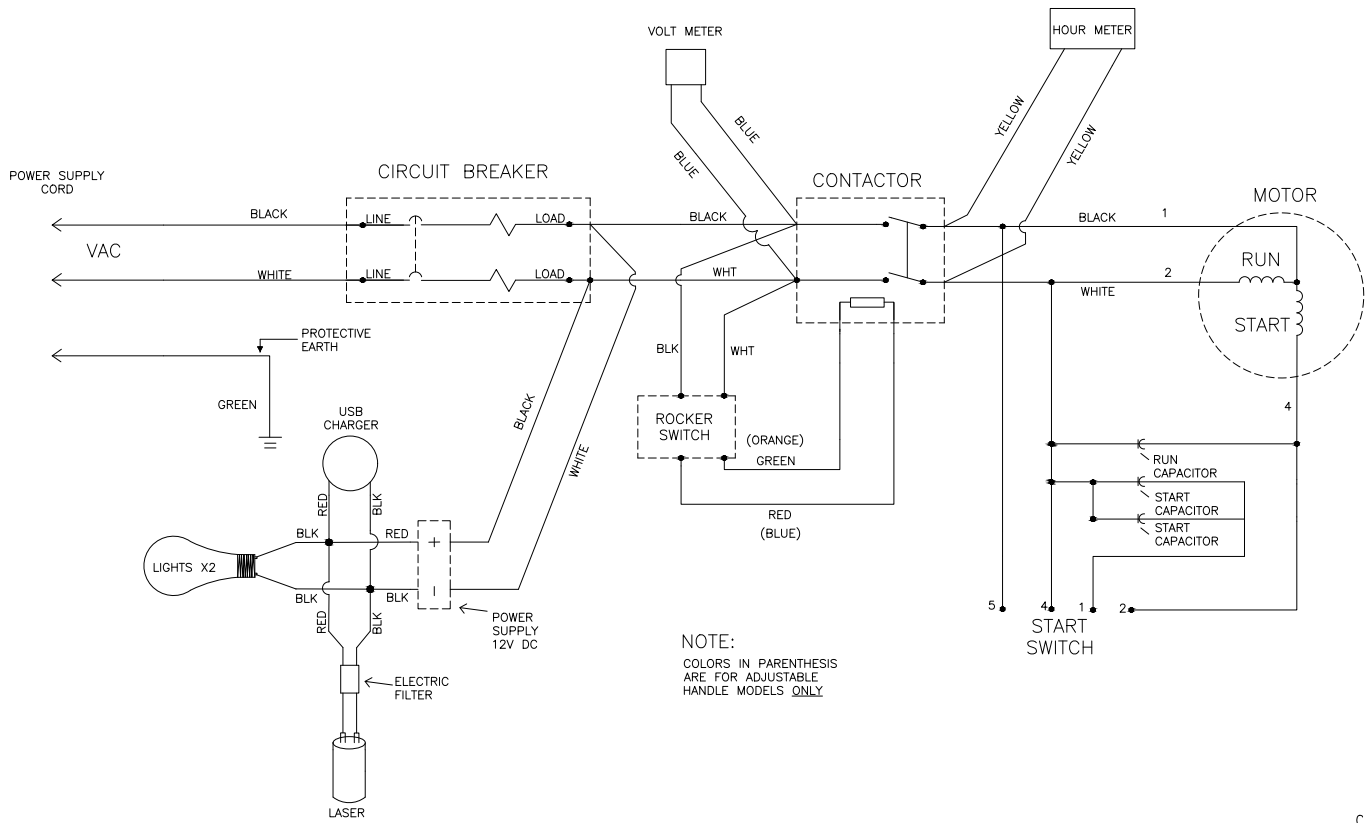 VOLT METER
HOUR METER
BLUE
BLUE
YELLOW
YELLOW
POWER SUPPLY
CORD
CIRCUIT BREAKER
CONTACTOR
MOTOR
BLACK
LINE
LOAD
BLACK
BLACK
1
VAC
WHITE
LINE
LOAD
WHT
WHITE
2
RUN
START
PROTECTIVE
EARTH
GREEN
BLK
WHT
4
USB
CHARGER
BLACK
WHITE
ROCKER
SWITCH
(ORANGE)
GREEN
RED
(BLUE)
RUN
CAPACITOR
START
CAPACITOR
START
CAPACITOR
RED
BLK
BLK
RED
+
LIGHTS X2
-
BLK
BLK
RED
BLK
POWER
SUPPLY
12V DC
5
4
1
2
START
SWITCH
NOTE:
COLORS IN PARENTHESIS
ARE FOR ADJUSTABLE
HANDLE MODELS ONLY
ELECTRIC
FILTER
LASER